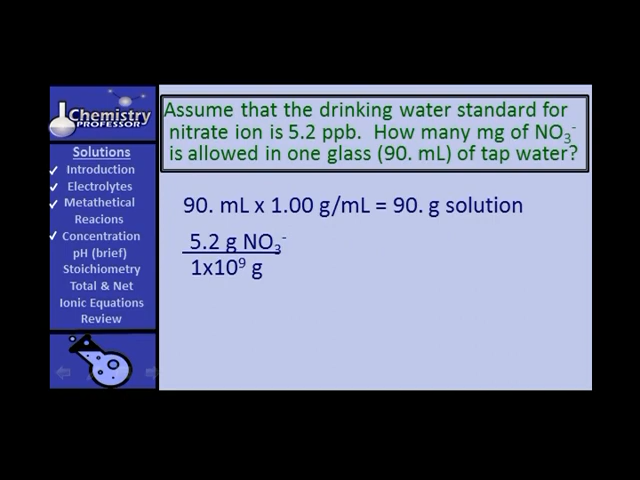 Chemistry
PROFESSOR
Solutions
Introduction
Electrolytes
Metathetical
Reacions
Concentration
pH (brief)
Stoichiometry
Total & Net
Ionic Equations
Review
Assume that the drinking water standard for
nitrate ion is 5.2 ppb. How many mg of NO₃⁻
is allowed in one glass (90. mL) of tap water?
90. mL x 1.00 g/mL = 90. g solution
5.2 g NO₃⁻
1x10⁹ g